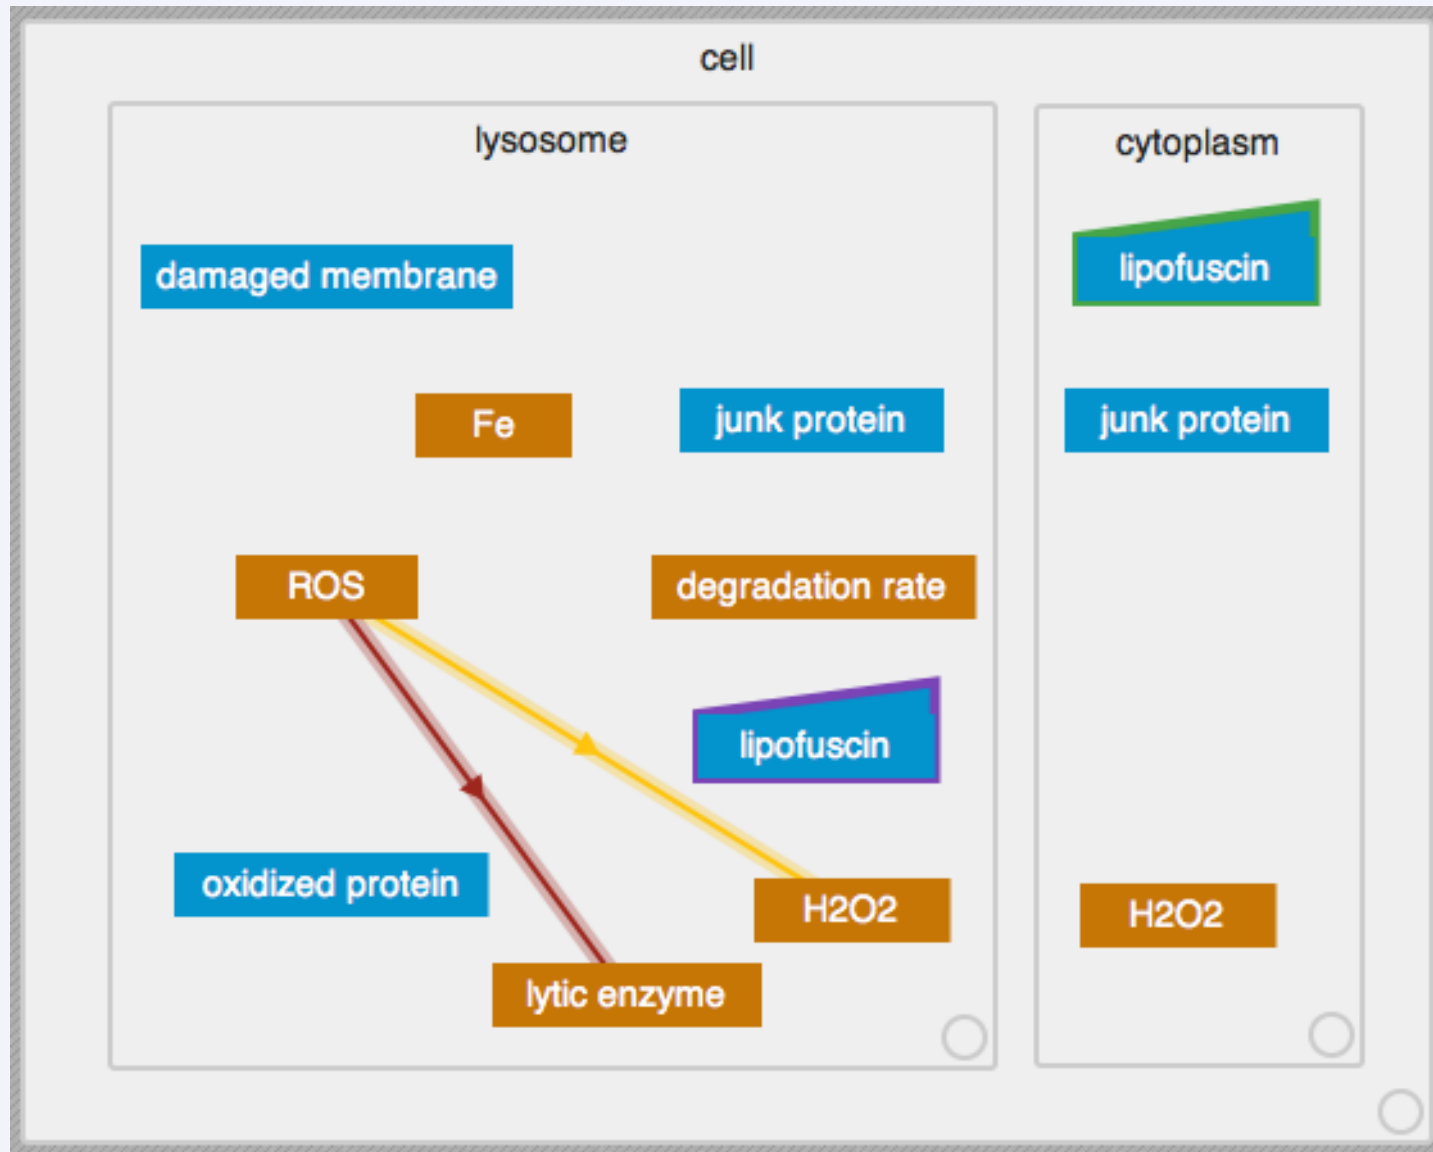 cell
lysosome
cytoplasm
damaged membrane
lipofuscin
Fe
junk protein
junk protein
ROS
degradation rate
lipofuscin
oxidized protein
H2O2
H2O2
lytic enzyme